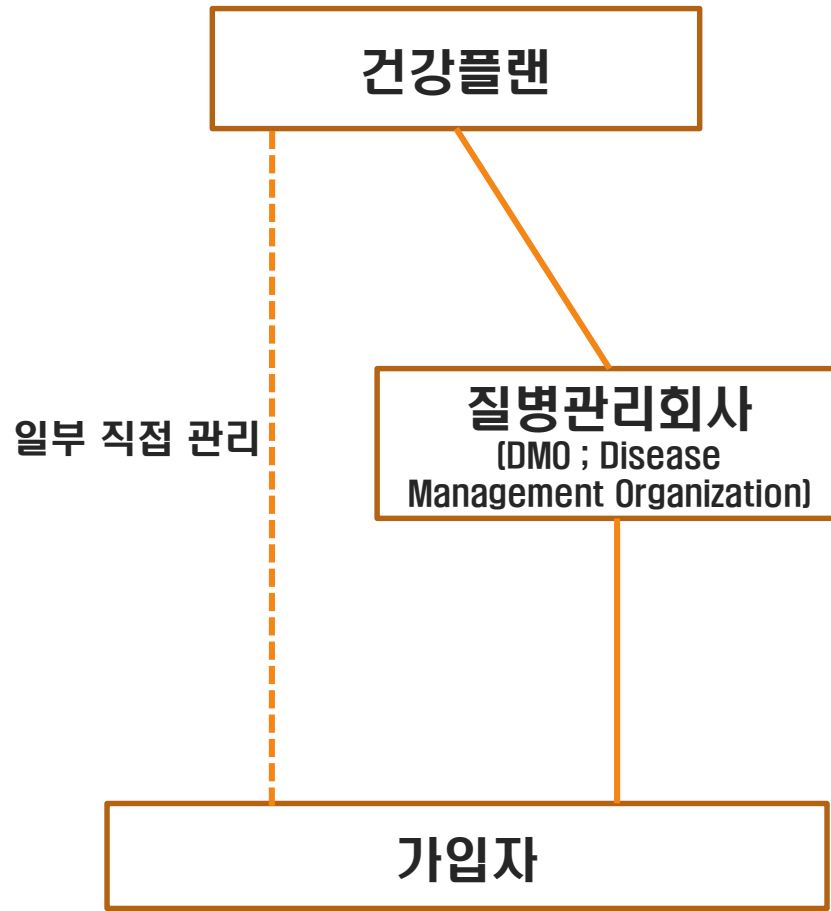 건강플랜
일부 직접 관리
질병관리회사
(DMO ; Disease
Management Organization)
가입자